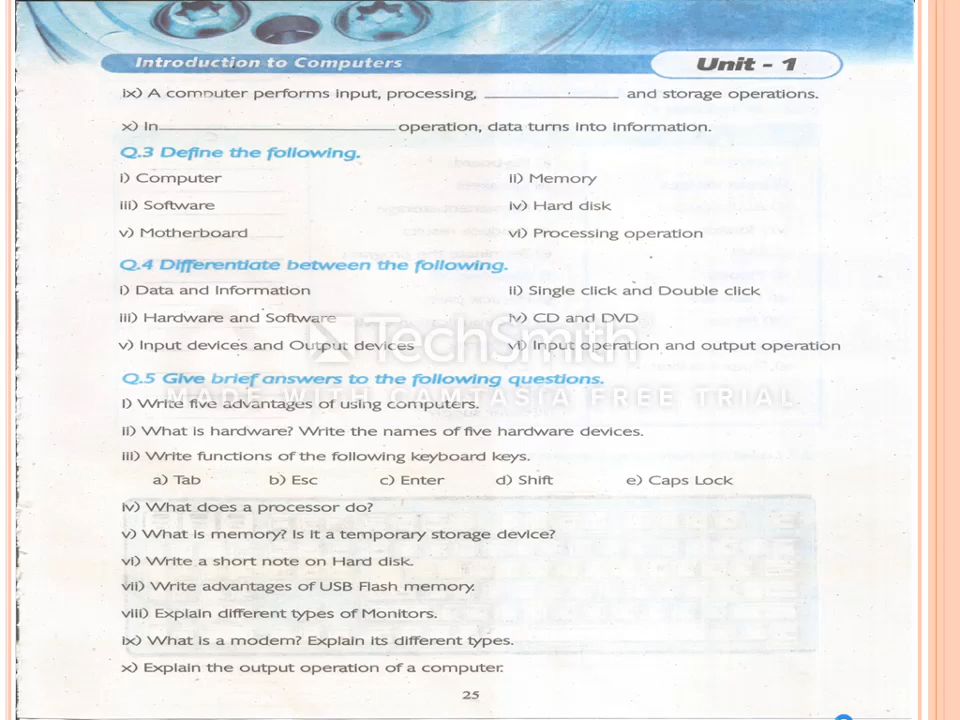 Introduction to Computers
Unit - 1
ix) A computer performs input, processing, ____________ and storage operations.
x) In____________________ operation, data turns into information.
Q.3 Define the following.
i) Computer ii) Memory
iii) Software iv) Hard disk
v) Motherboard vi) Processing operation
Q.4 Differentiate between the following.
i) Data and Information ii) Single click and Double click
iii) Hardware and Software iv) CD and DVD
v) Input devices and Output devices vi) Input operation and output operation
TechSmith
Q.5 Give brief answers to the following questions.
MADE WITH CAMTASIA FREE TRIAL
i) Write five advantages of using computers.
ii) What is hardware? Write the names of five hardware devices.
iii) Write functions of the following keyboard keys.
a) Tab b) Esc c) Enter d) Shift e) Caps Lock
iv) What does a processor do?
v) What is memory? Is it a temporary storage device?
vi) Write a short note on Hard disk.
vii) Write advantages of USB Flash memory.
viii) Explain different types of Monitors.
ix) What is a modem? Explain its different types.
x) Explain the output operation of a computer.
25